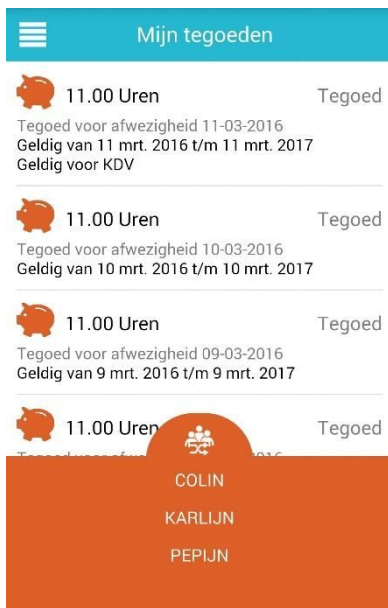 Mijn tegoeden
11.00 Uren Tegoed
Tegoed voor afwezigheid 11-03-2016
Geldig van 11 mrt. 2016 t/m 11 mrt. 2017
Geldig voor KDV
11.00 Uren Tegoed
Tegoed voor afwezigheid 10-03-2016
Geldig van 10 mrt. 2016 t/m 10 mrt. 2017
11.00 Uren Tegoed
Tegoed voor afwezigheid 09-03-2016
Geldig van 9 mrt. 2016 t/m 9 mrt. 2017
11.00 Uren Tegoed
COLIN
KARLIJN
PEPIJN